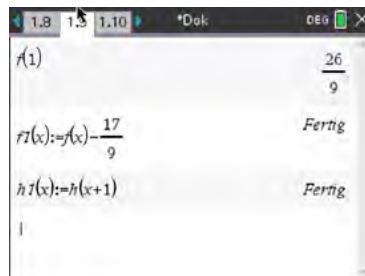 1.8 1.9 1.10 *Dok DEG
f(1) 26/9
f1(x):=f(x)-17/9 Fertig
h1(x):=h(x+1) Fertig